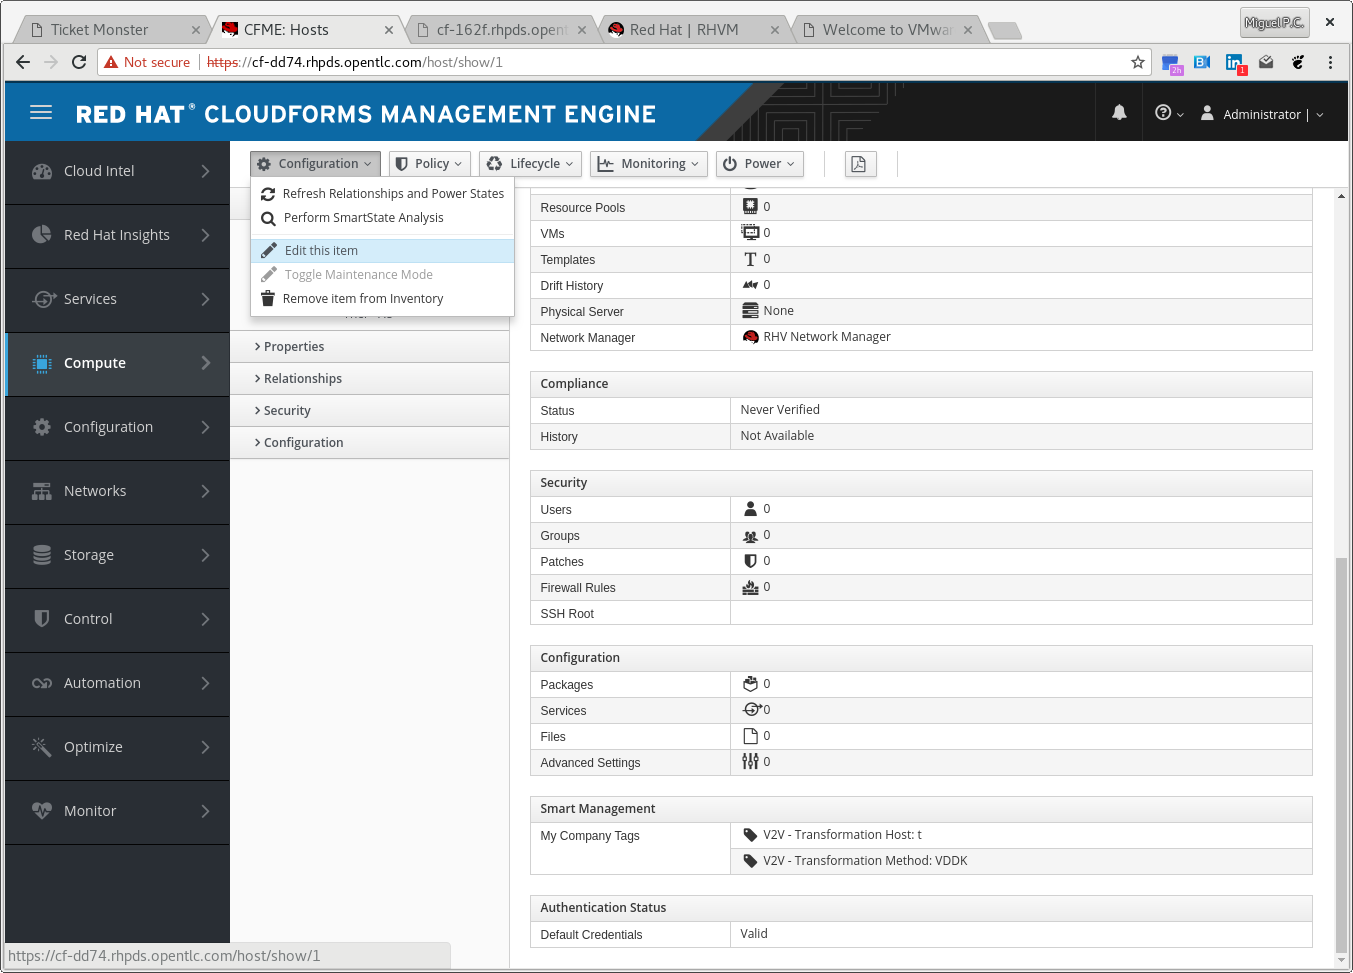 Ticket Monster
CFME: Hosts
cf-162f.rhpds.opent
Red Hat | RHVM
Welcome to VMwar
Miguel P.C.
Not secure
https://cf-dd74.rhpds.opentlc.com/host/show/1
2h
1
RED HAT® CLOUDFORMS MANAGEMENT ENGINE
Administrator |
Cloud Intel
Red Hat Insights
Services
Compute
Configuration
Networks
Storage
Control
Automation
Optimize
Monitor
Configuration
Policy
Lifecycle
Monitoring
Power
Refresh Relationships and Power States
Perform SmartState Analysis
Edit this item
Toggle Maintenance Mode
Remove item from Inventory
Properties
Relationships
Security
Configuration
Resource Pools 0
VMs 0
Templates 0
Drift History 0
Physical Server None
Network Manager RHV Network Manager
Compliance
Status Never Verified
History Not Available
Security
Users 0
Groups 0
Patches 0
Firewall Rules 0
SSH Root
Configuration
Packages 0
Services 0
Files 0
Advanced Settings 0
Smart Management
My Company Tags V2V - Transformation Host: t
V2V - Transformation Method: VDDK
Authentication Status
Default Credentials Valid
https://cf-dd74.rhpds.opentlc.com/host/show/1